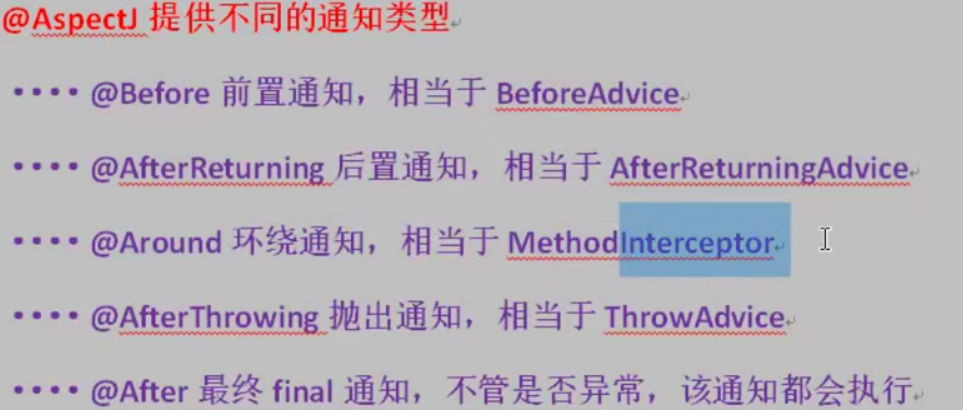 @AspectJ 提供不同的通知类型
@Before 前置通知，相当于 BeforeAdvice
@AfterReturning 后置通知，相当于 AfterReturningAdvice
@Around 环绕通知，相当于 MethodInterceptor
@AfterThrowing 抛出通知，相当于 ThrowAdvice
@After 最终 final 通知，不管是否异常，该通知都会执行